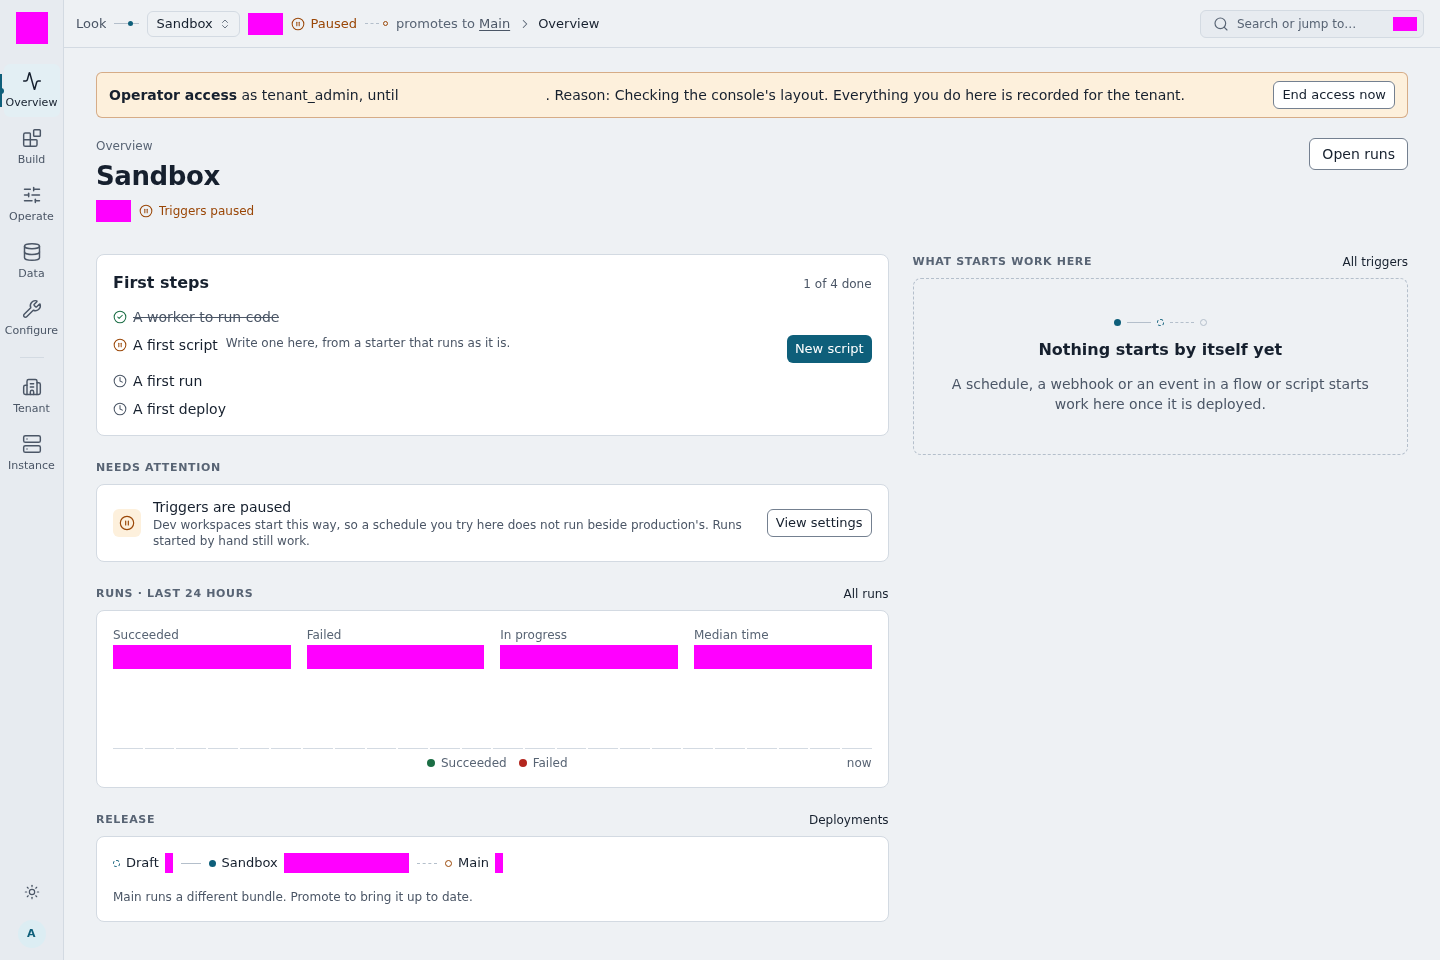 Look
Sandbox
Paused
promotes to Main
Overview
Search or jump to…
Overview
Build
Operate
Data
Configure
Tenant
Instance
A
Operator access as tenant_admin, until . Reason: Checking the console's layout. Everything you do here is recorded for the tenant.
End access now
Overview
Sandbox
Triggers paused
Open runs
First steps
1 of 4 done
A worker to run code
A first script Write one here, from a starter that runs as it is.
New script
A first run
A first deploy
NEEDS ATTENTION
Triggers are paused
Dev workspaces start this way, so a schedule you try here does not run beside production's. Runs
started by hand still work.
View settings
RUNS · LAST 24 HOURS
All runs
Succeeded
Failed
In progress
Median time
Succeeded
Failed
now
RELEASE
Deployments
Draft
Sandbox
Main
Main runs a different bundle. Promote to bring it up to date.
WHAT STARTS WORK HERE
All triggers
Nothing starts by itself yet
A schedule, a webhook or an event in a flow or script starts
work here once it is deployed.